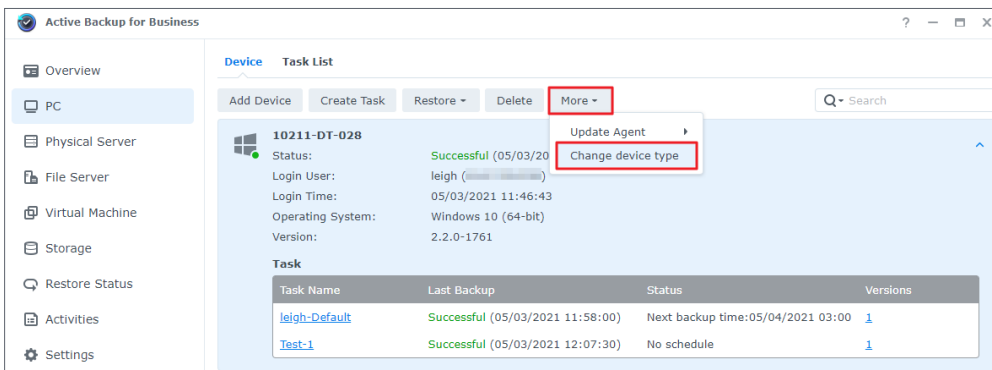 Active Backup for Business
?
Overview
PC
Physical Server
File Server
Virtual Machine
Storage
Restore Status
Activities
Settings
Device Task List
Add Device Create Task Restore Delete More Search
Update Agent
Change device type
10211-DT-028
Status: Successful (05/03/20
Login User: leigh ( )
Login Time: 05/03/2021 11:46:43
Operating System: Windows 10 (64-bit)
Version: 2.2.0-1761
Task
Task Name Last Backup Status Versions
leigh-Default Successful (05/03/2021 11:58:00) Next backup time:05/04/2021 03:00 1
Test-1 Successful (05/03/2021 12:07:30) No schedule 1